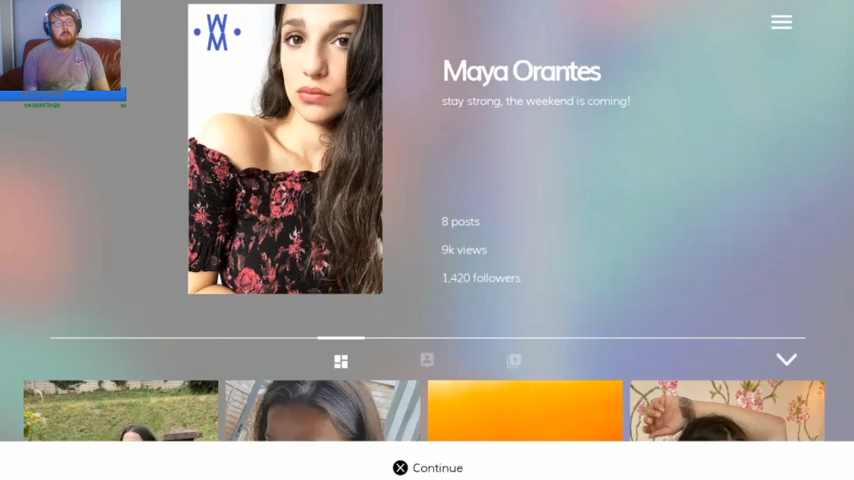 Maya Orantes
stay strong, the weekend is coming!
8 posts
9k views
1,420 followers
Continue